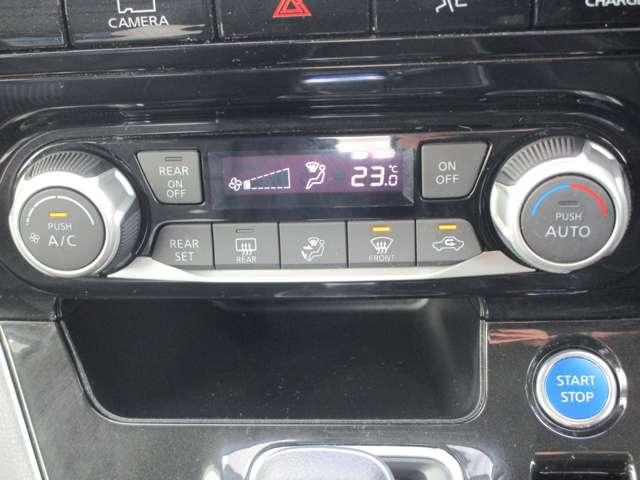 CAMERA
CHARG
REAR
ON
OFF
23.0
°C
ON
OFF
PUSH
A/C
REAR
SET
REAR
FRONT
PUSH
AUTO
START
STOP